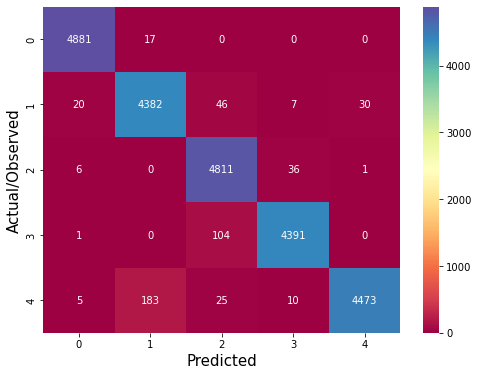 0 4881 17 0 0 0
1 20 4382 46 7 30
2 6 0 4811 36 1
3 1 0 104 4391 0
4 5 183 25 10 4473
0 1 2 3 4
Predicted
Actual/Observed
4000
3000
2000
1000
0